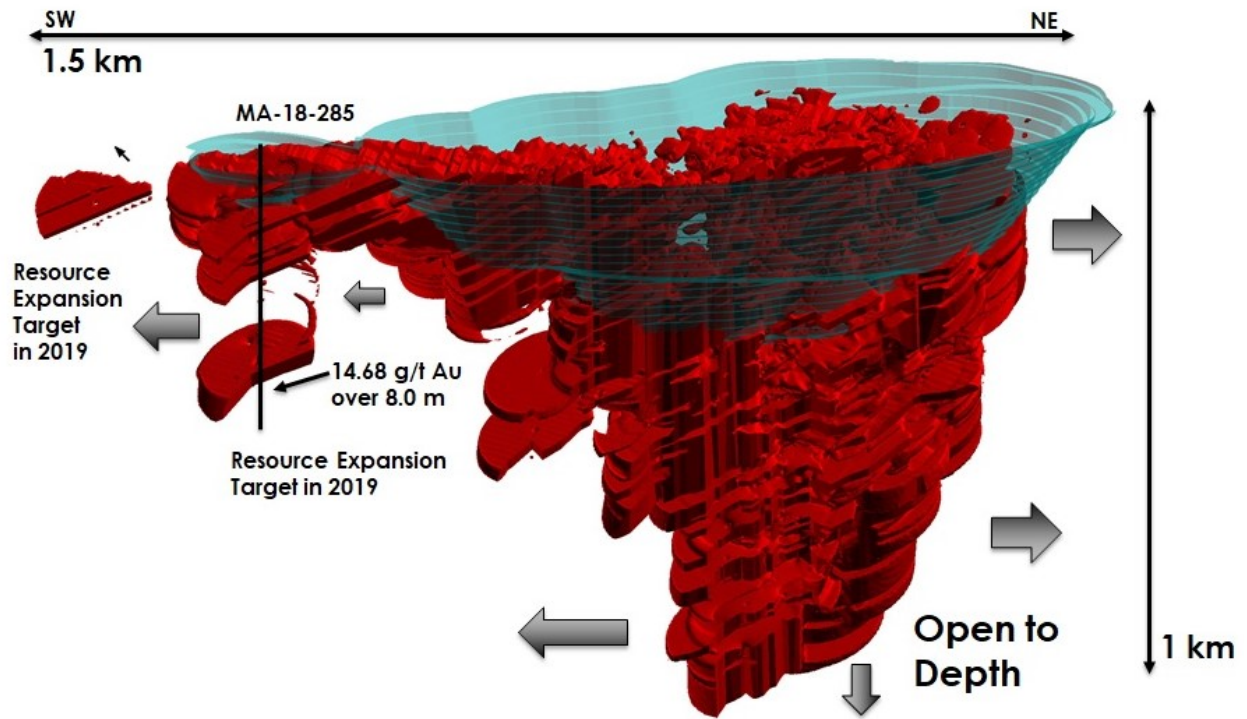 SW
NE
1.5 km
MA-18-285
Resource
Expansion
Target
in 2019
14.68 g/t Au
over 8.0 m
Resource Expansion
Target in 2019
Open to
Depth
1 km